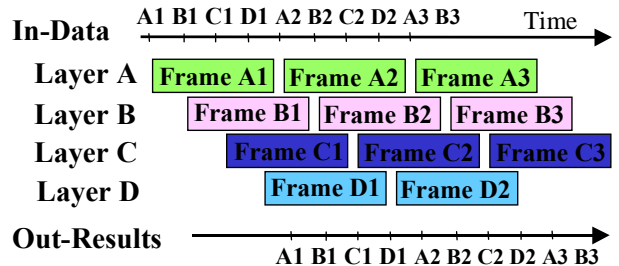 A1 B1 C1 D1 A2 B2 C2 D2 A3 B3 Time
In-Data
Layer A Frame A1 Frame A2 Frame A3
Layer B Frame B1 Frame B2 Frame B3
Layer C Frame C1 Frame C2 Frame C3
Layer D Frame D1 Frame D2
Out-Results
A1 B1 C1 D1 A2 B2 C2 D2 A3 B3